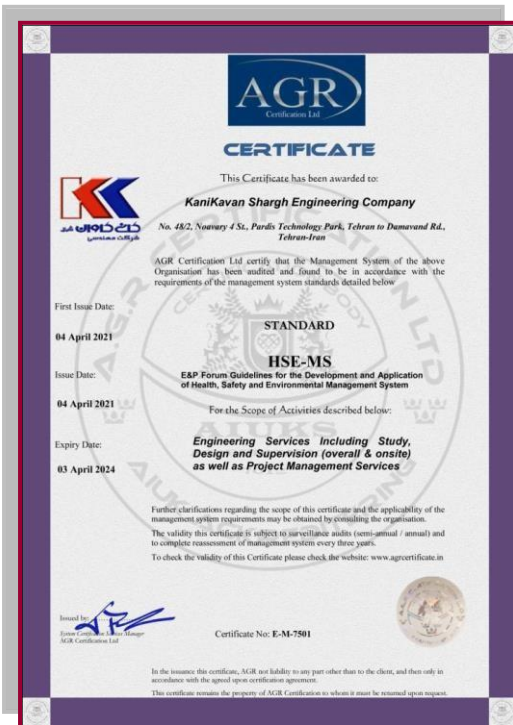 AGR
Certification Ltd
CERTIFICATE
This Certificate has been awarded to:
KaniKavan Shargh Engineering Company
No. 48/2, Noavary 4 St., Pardis Technology Park, Tehran to Damavand Rd.,
Tehran-Iran
AGR Certification Ltd certify that the Management System of the above
Organisation has been audited and found to be in accordance with the
requirements of the management system standards detailed below
شرکت مهندسی
First Issue Date:
04 April 2021
STANDARD
HSE-MS
E&P Forum Guidelines for the Development and Application
of Health, Safety and Environmental Management System
Issue Date:
04 April 2021
For the Scope of Activities described below:
Expiry Date:
03 April 2024
Engineering Services Including Study,
Design and Supervision (overall & onsite)
as well as Project Management Services
Further clarifications regarding the scope of this certificate and the applicability of the
management system requirements may be obtained by consulting the organisation.
The validity this certificate is subject to surveillance audits (semi-annual / annual) and
to complete reassessment of management system every three years.
To check the validity of this Certificate please check the website: www.agrcertificate.in
Issued by:
Manager
AGR Certification Ltd
Certificate No: E-M-7501
In the issuance this certificate, AGR not liability to any part other than to the client, and then only in
accordance with the agreed upon certification agreement.
This certificate remains the property of AGR Certification to whom it must be returned upon request.
A.G.R CERTIFICATION LTD
AIUKS